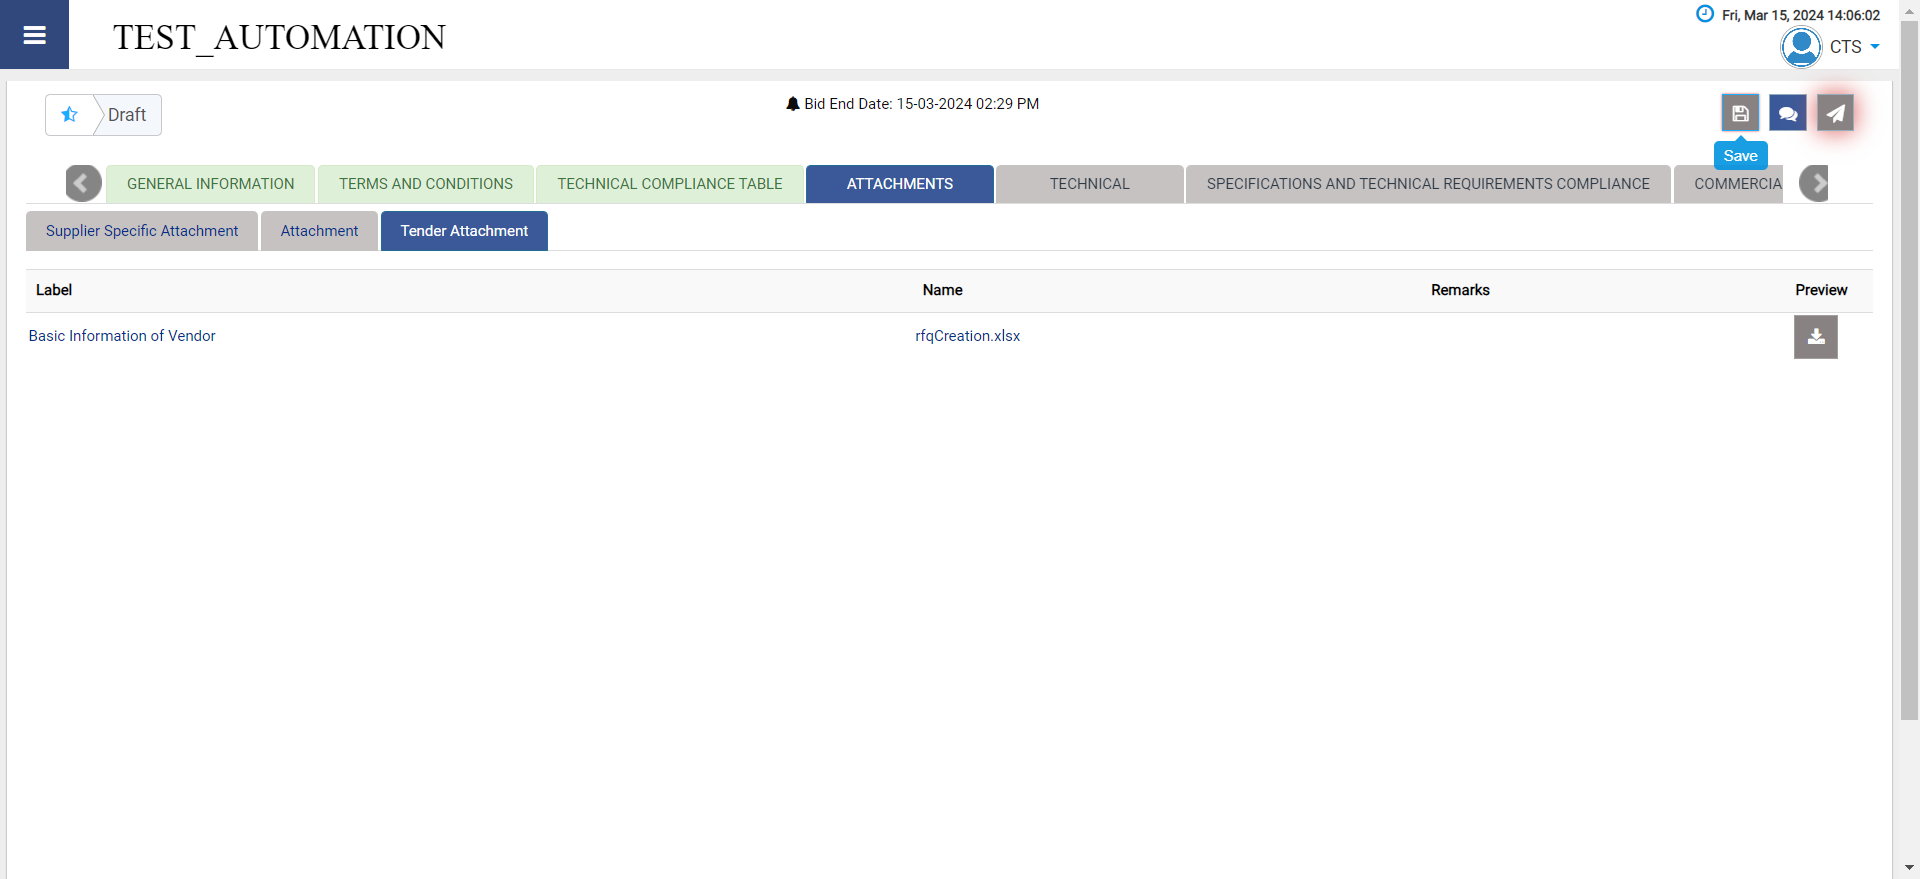 TEST_AUTOMATION
Fri, Mar 15, 2024 14:06:02
CTS
Draft
Bid End Date: 15-03-2024 02:29 PM
Save
GENERAL INFORMATION TERMS AND CONDITIONS TECHNICAL COMPLIANCE TABLE ATTACHMENTS TECHNICAL SPECIFICATIONS AND TECHNICAL REQUIREMENTS COMPLIANCE COMMERCIA
Supplier Specific Attachment Attachment Tender Attachment
Label Name Remarks Preview
Basic Information of Vendor rfqCreation.xlsx